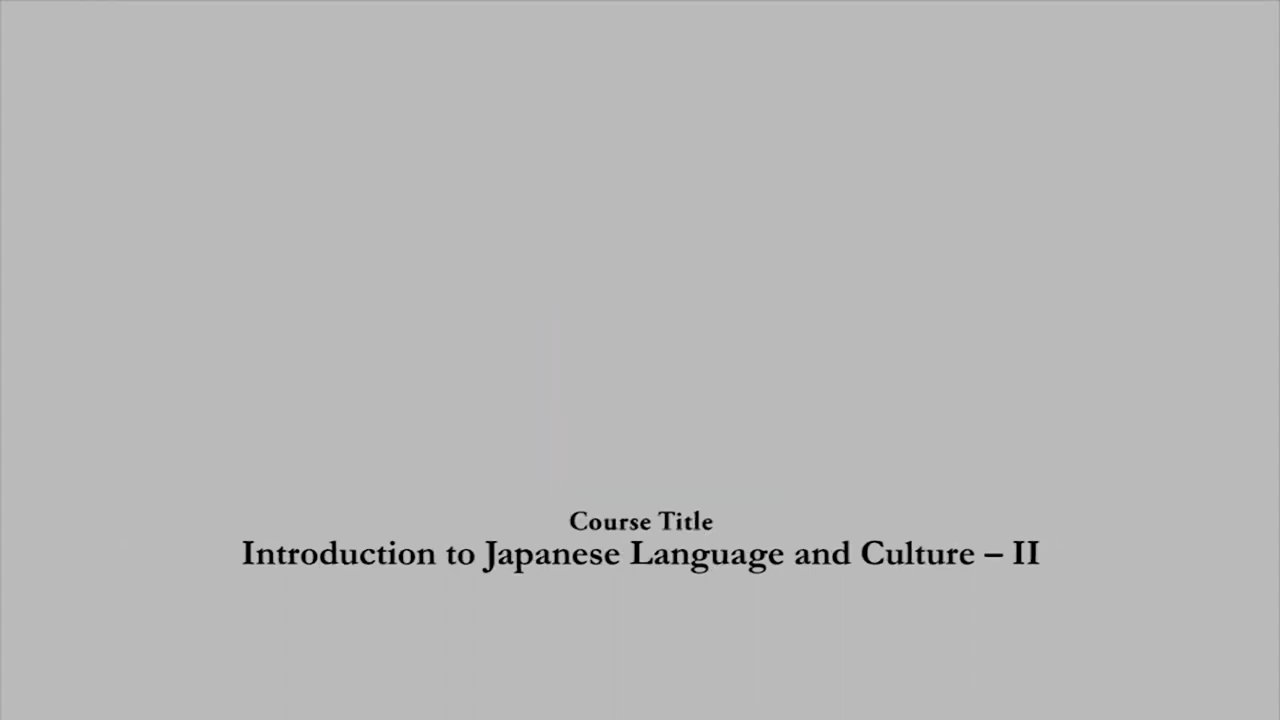 Course Title
Introduction to Japanese Language and Culture – II